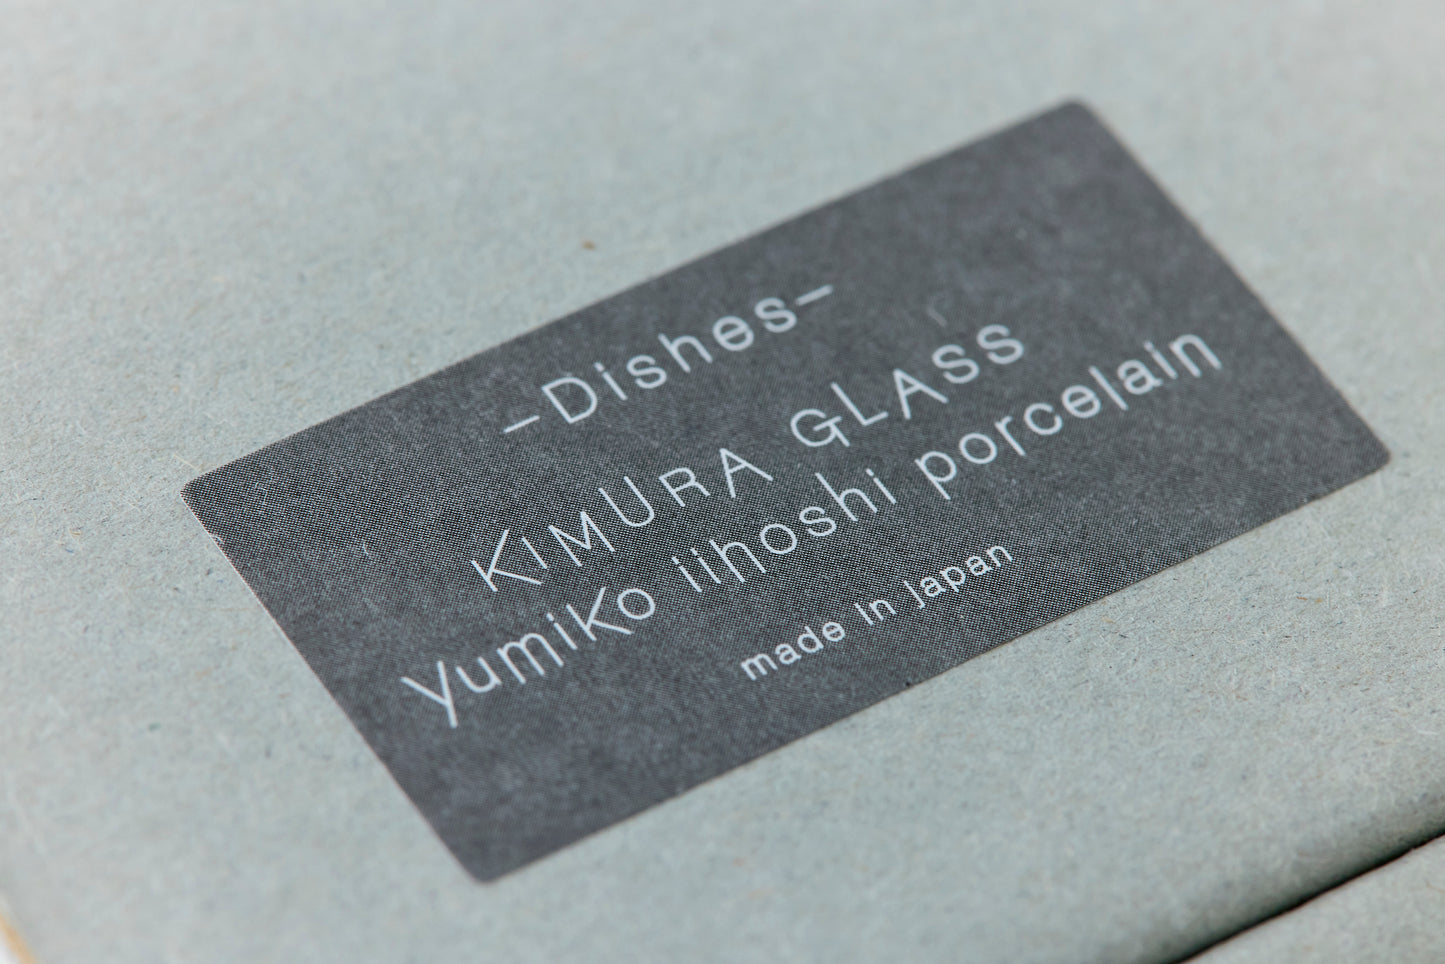 –Dishes–
KIMURA GLASS
yumiko iihoshi porcelain
made in japan